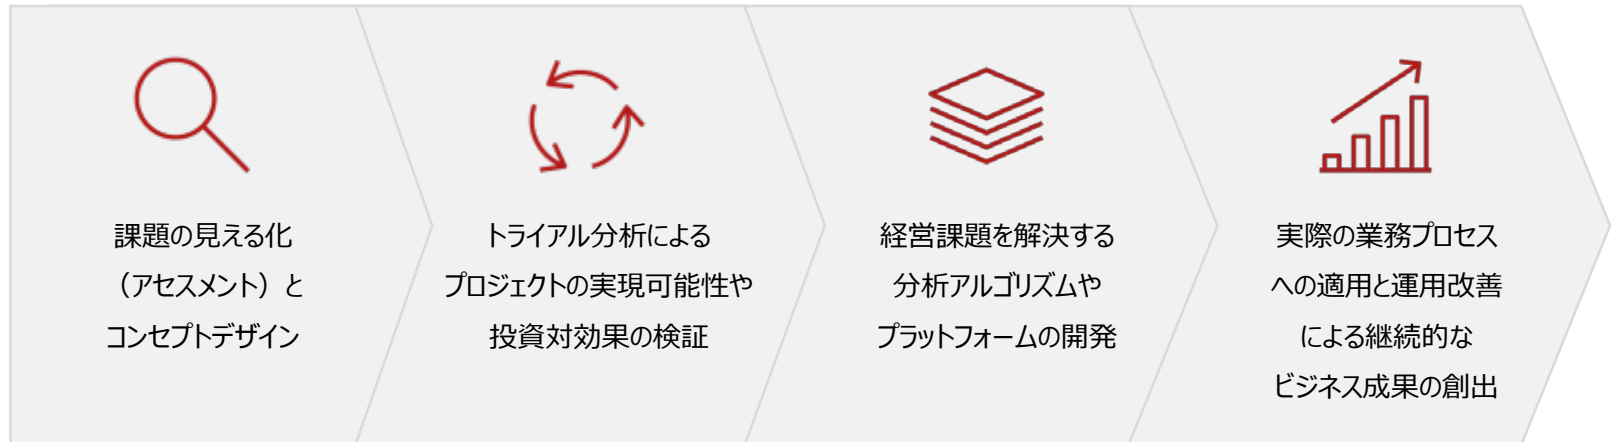 課題の見える化
（アセスメント）と
コンセプトデザイン
トライアル分析による
プロジェクトの実現可能性や
投資対効果の検証
経営課題を解決する
分析アルゴリズムや
プラットフォームの開発
実際の業務プロセス
への適用と運用改善
による継続的な
ビジネス成果の創出